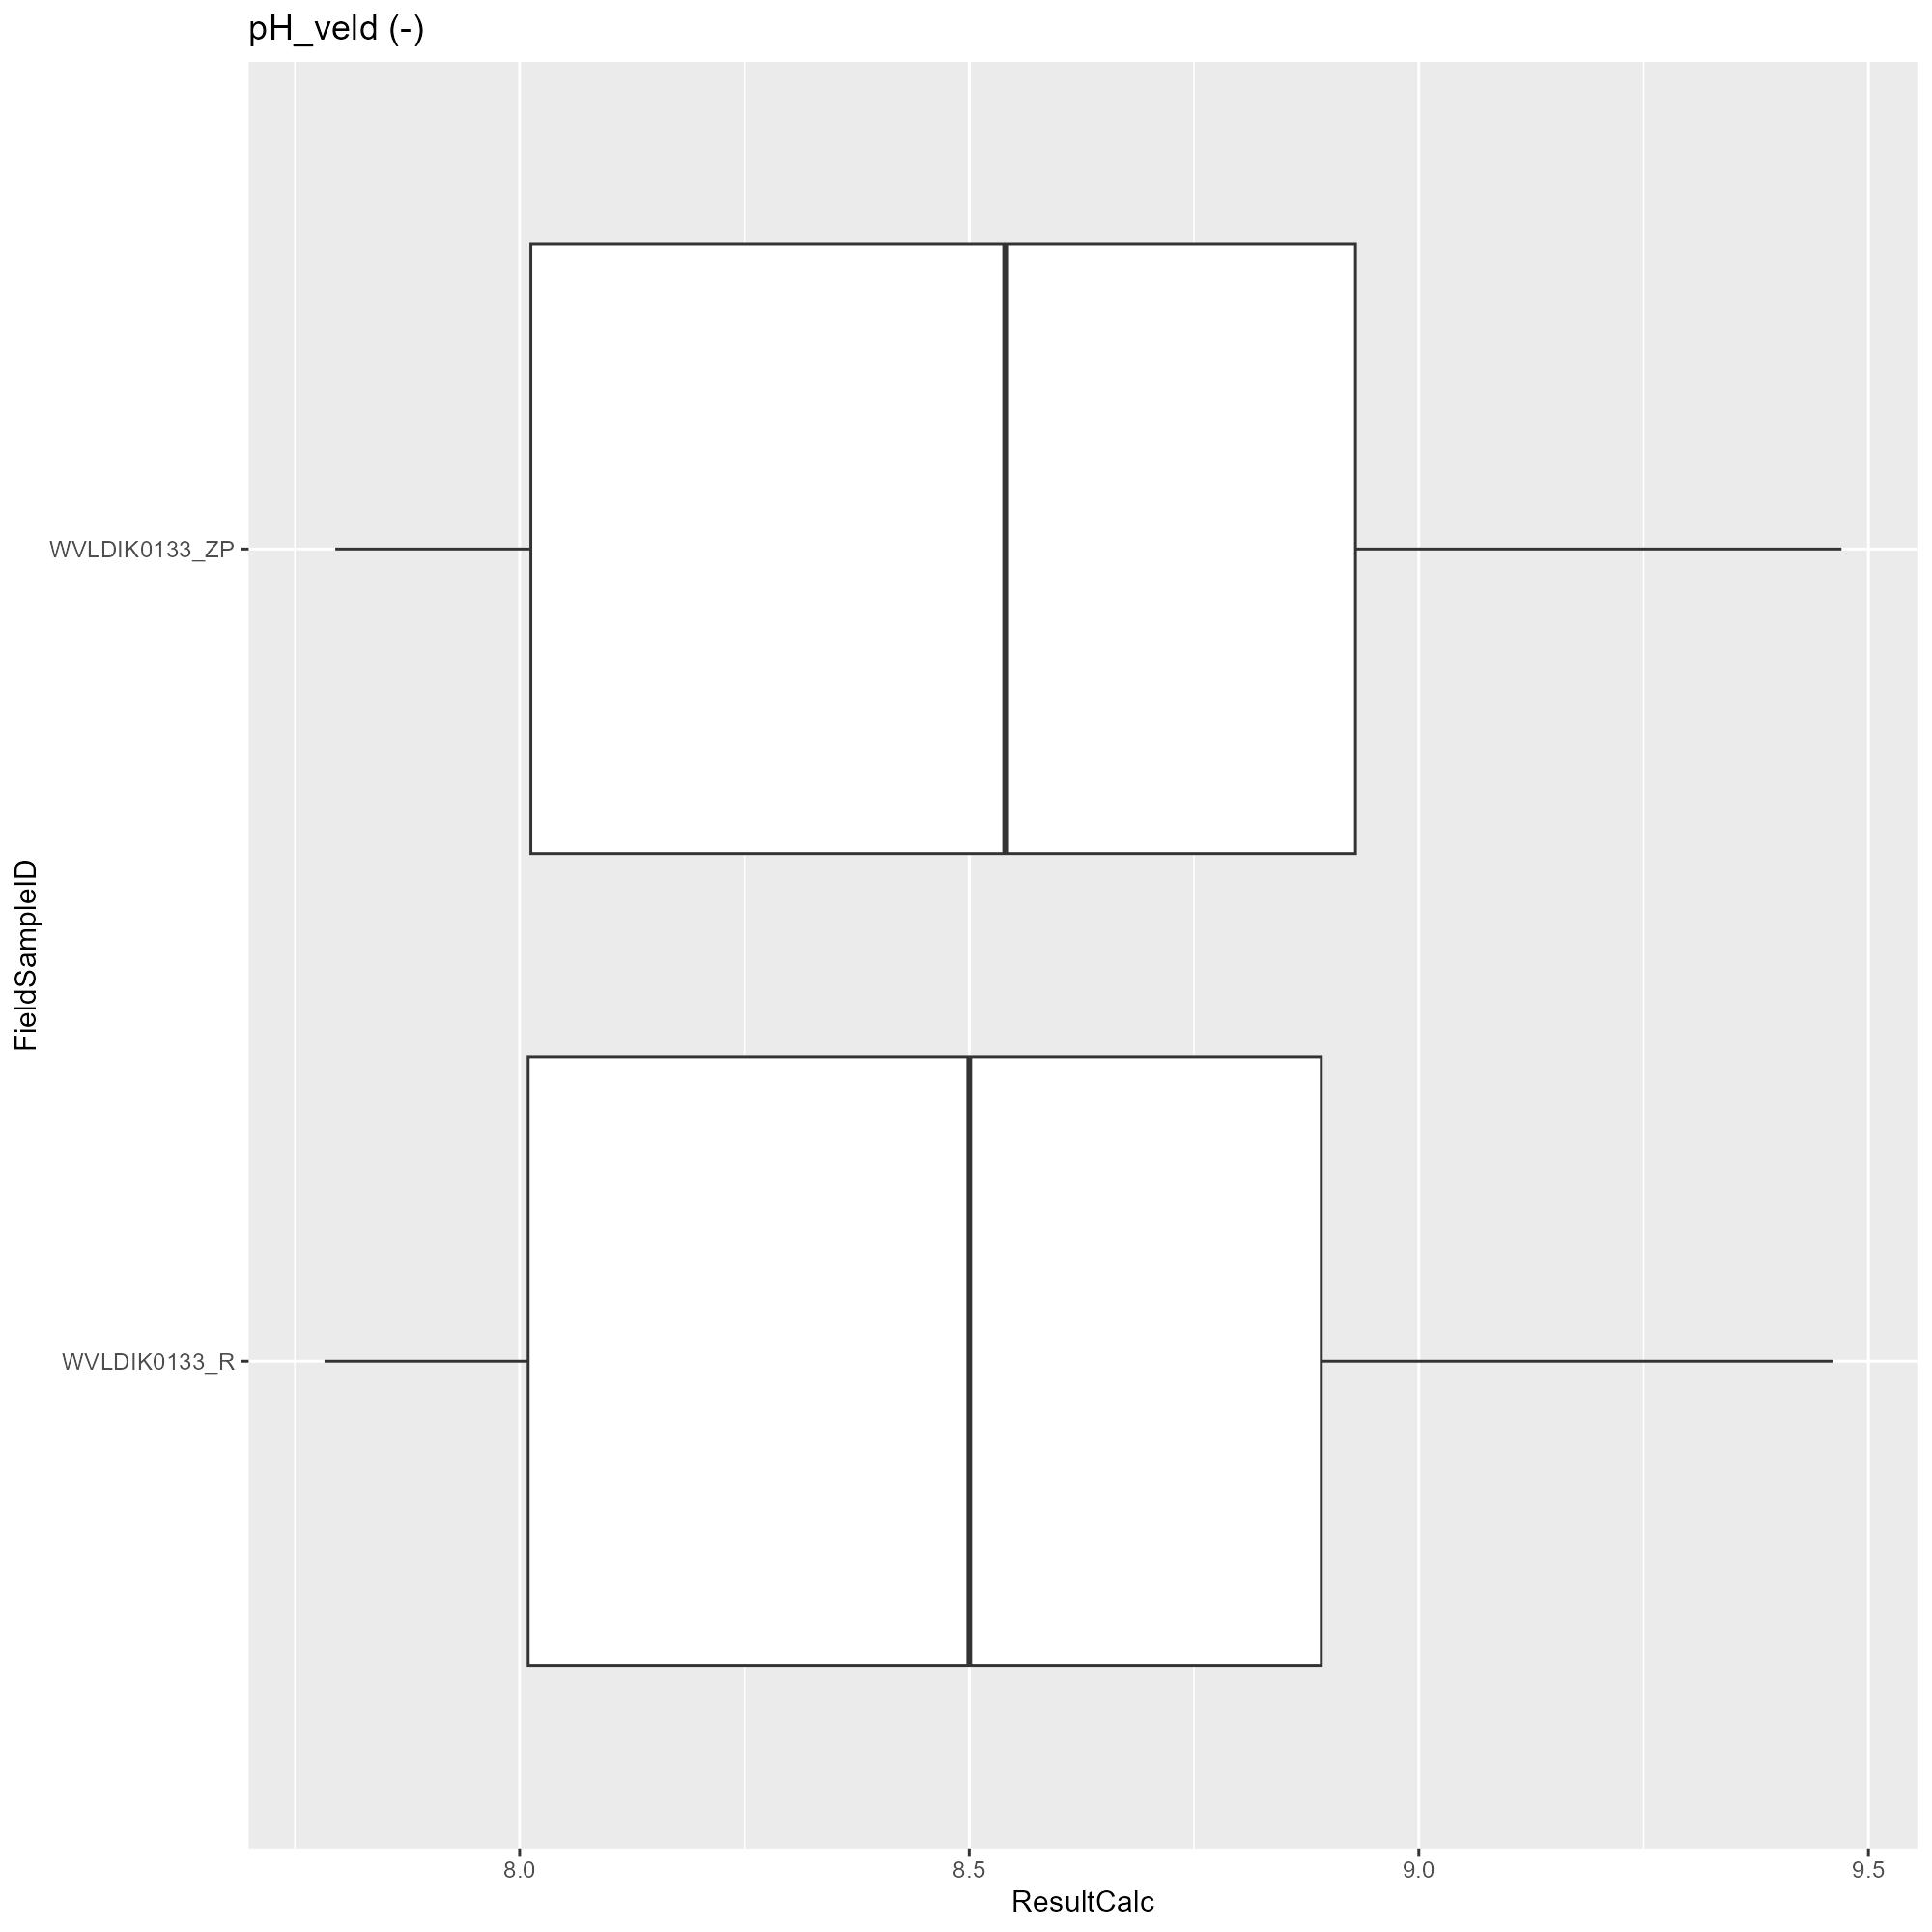 pH_veld (-)
FieldSampleID
WVLDIK0133_ZP
WVLDIK0133_R
8.0 8.5 9.0 9.5
ResultCalc